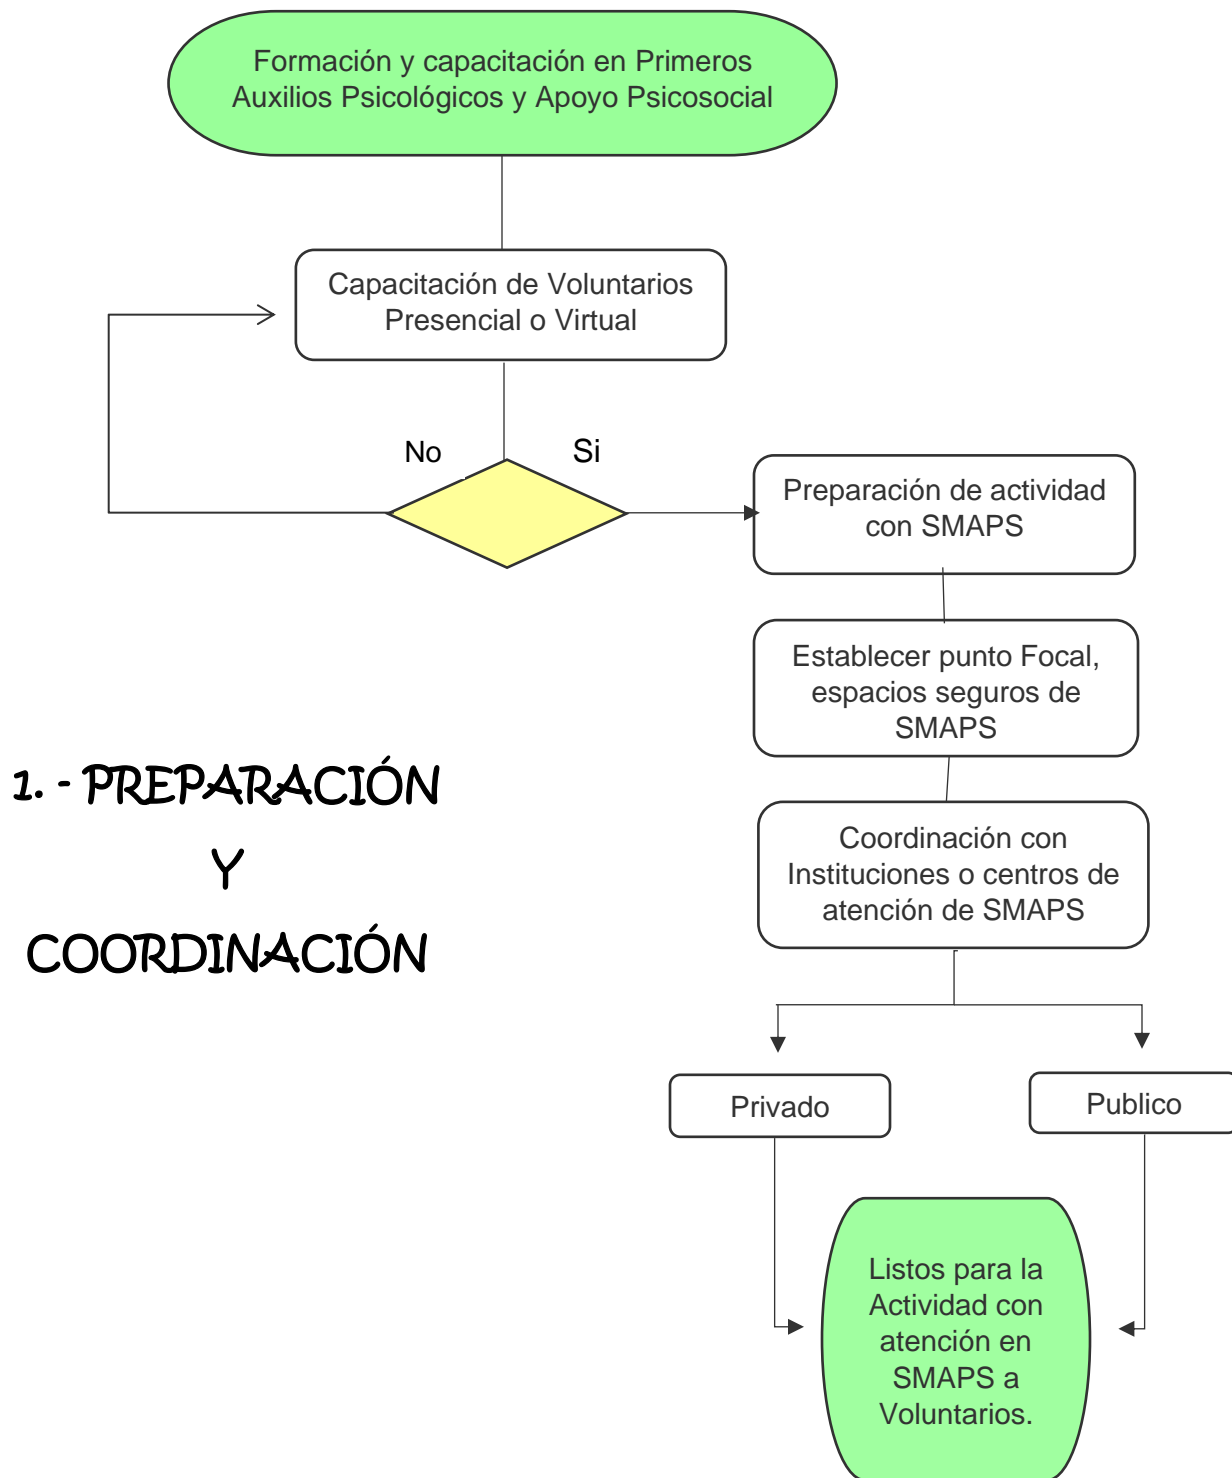 Formación y capacitación en Primeros
Auxilios Psicológicos y Apoyo Psicosocial
Capacitación de Voluntarios
Presencial o Virtual
No
Si
Preparación de actividad
con SMAPS
Establecer punto Focal,
espacios seguros de
SMAPS
1. - PREPARACIÓN
Y
COORDINACIÓN
Coordinación con
Instituciones o centros de
atención de SMAPS
Privado
Publico
Listos para la
Actividad con
atención en
SMAPS a
Voluntarios.